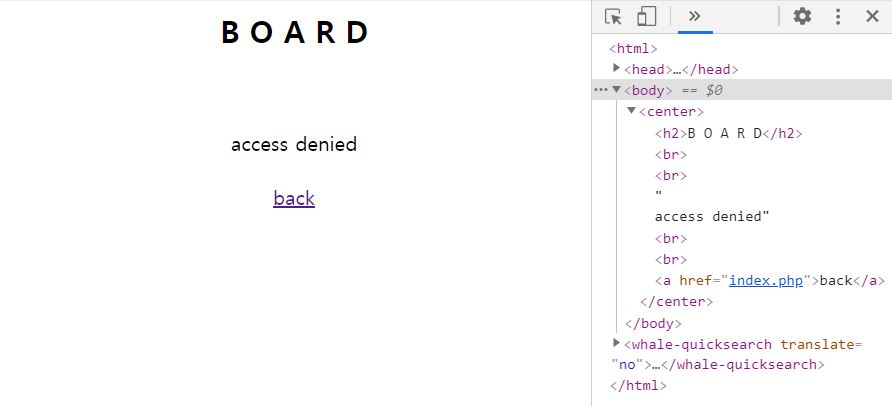 B O A R D
access denied
back
<html>
<head>…</head>
<body> == $0
<center>
<h2>B O A R D</h2>
<br>
<br>
"
access denied"
<br>
<br>
<a href="index.php">back</a>
</center>
</body>
<whale-quicksearch translate=
"no">…</whale-quicksearch>
</html>